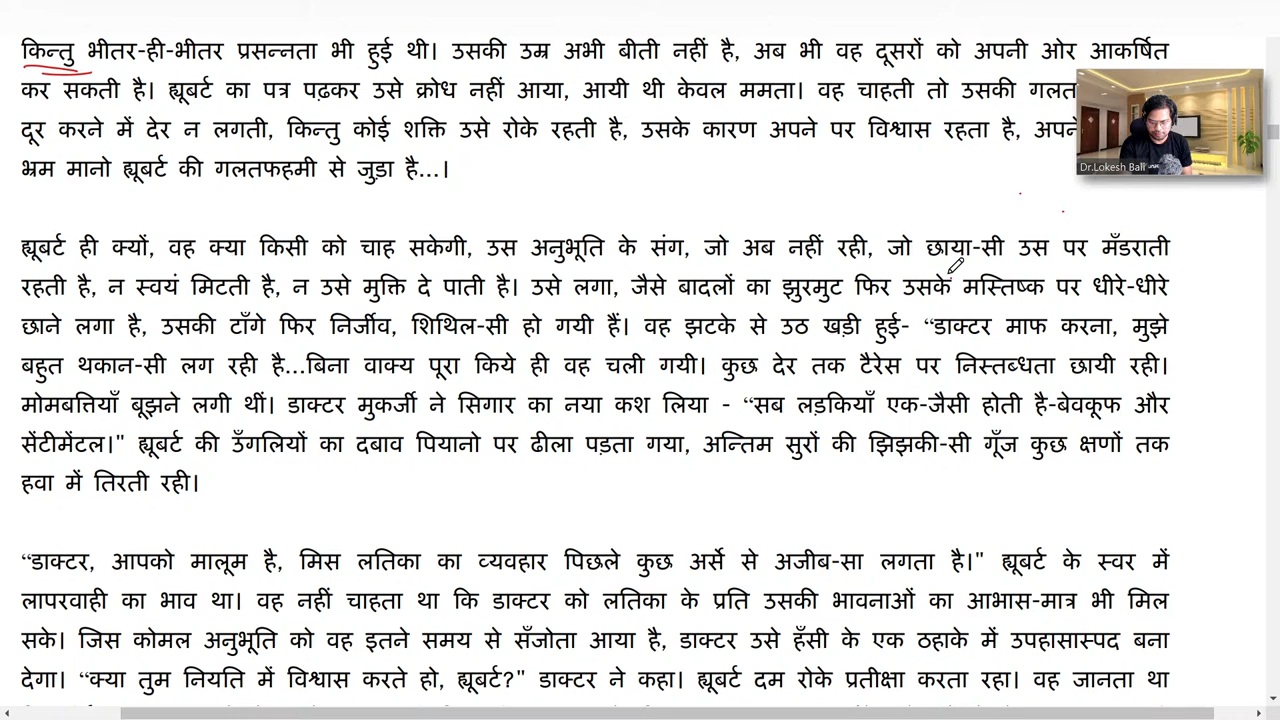 किन्तु भीतर-ही-भीतर प्रसन्नता भी हुई थी। उसकी उम्र अभी बीती नहीं है, अब भी वह दूसरों को अपनी ओर आकर्षित
कर सकती है। ह्यूबर्ट का पत्र पढ़कर उसे क्रोध नहीं आया, आयी थी केवल ममता। वह चाहती तो उसकी
दूर करने में देर न लगती, किन्तु कोई शक्ति उसे रोके रहती है, उसके कारण अपने पर विश्वास रहता है,
भ्रम मानो ह्यूबर्ट की गलतफहमी से जुड़ा है...।
ह्यूबर्ट ही क्यों, वह क्या किसी को चाह सकेगी, उस अनुभूति के संग, जो अब नहीं रही, जो छाया-सी उस पर मँडराती
रहती है, न स्वयं मिटती है, न उसे मुक्ति दे पाती है। उसे लगा, जैसे बादलों का झुरमुट फिर उसके मस्तिष्क पर धीरे-धीरे
छाने लगा है, उसकी टाँगे फिर निर्जीव, शिथिल-सी हो गयी हैं। वह झटके से उठ खड़ी हुई- “डाक्टर माफ करना, मुझे
बहुत थकान-सी लग रही है...बिना वाक्य पूरा किये ही वह चली गयी। कुछ देर तक टैरेस पर निस्तब्धता छायी रही।
मोमबत्तियाँ बूझने लगी थीं। डाक्टर मुकर्जी ने सिगार का नया कश लिया - “सब लड़कियाँ एक-जैसी होती है-बेवकूफ और
सेंटीमेंटल।" ह्यूबर्ट की उँगलियों का दबाव पियानो पर ढीला पड़ता गया, अन्तिम सुरों की झिझकी-सी गूँज कुछ क्षणों तक
हवा में तिरती रही।
“डाक्टर, आपको मालूम है, मिस लतिका का व्यवहार पिछले कुछ अर्से से अजीब-सा लगता है।" ह्यूबर्ट के स्वर में
लापरवाही का भाव था। वह नहीं चाहता था कि डाक्टर को लतिका के प्रति उसकी भावनाओं का आभास-मात्र भी मिल
सके। जिस कोमल अनुभूति को वह इतने समय से सँजोता आया है, डाक्टर उसे हँसी के एक ठहाके में उपहासास्पद बना
देगा। “क्या तुम नियति में विश्वास करते हो, ह्यूबर्ट?" डाक्टर ने कहा। ह्यूबर्ट दम रोके प्रतीक्षा करता रहा। वह जानता था
Dr.Lokesh Bali